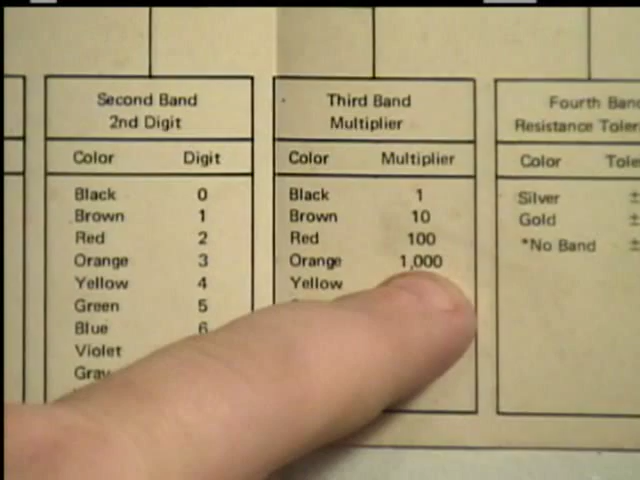 Second Band
2nd Digit
Color Digit
Black 0
Brown 1
Red 2
Orange 3
Yellow 4
Green 5
Blue 6
Violet
Gray
Third Band
Multiplier
Color Multiplier
Black 1
Brown 10
Red 100
Orange 1,000
Yellow
Fourth Band
Resistance
Color
Silver ±
Gold ±
*No Band ±